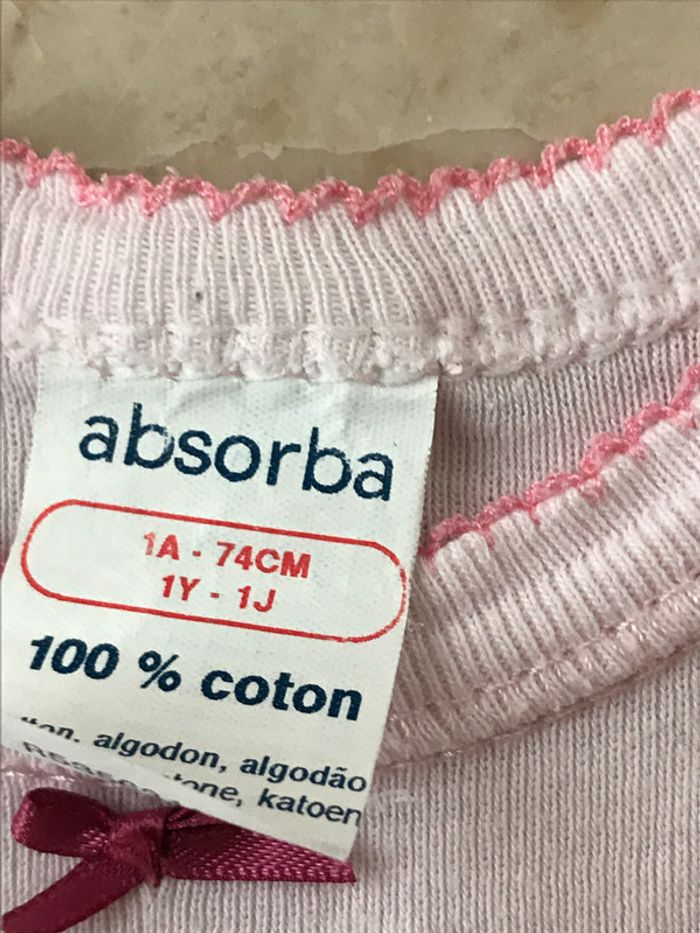 absorba
1A - 74CM
1Y - 1J
100 % coton
algodon, algodão
katoen